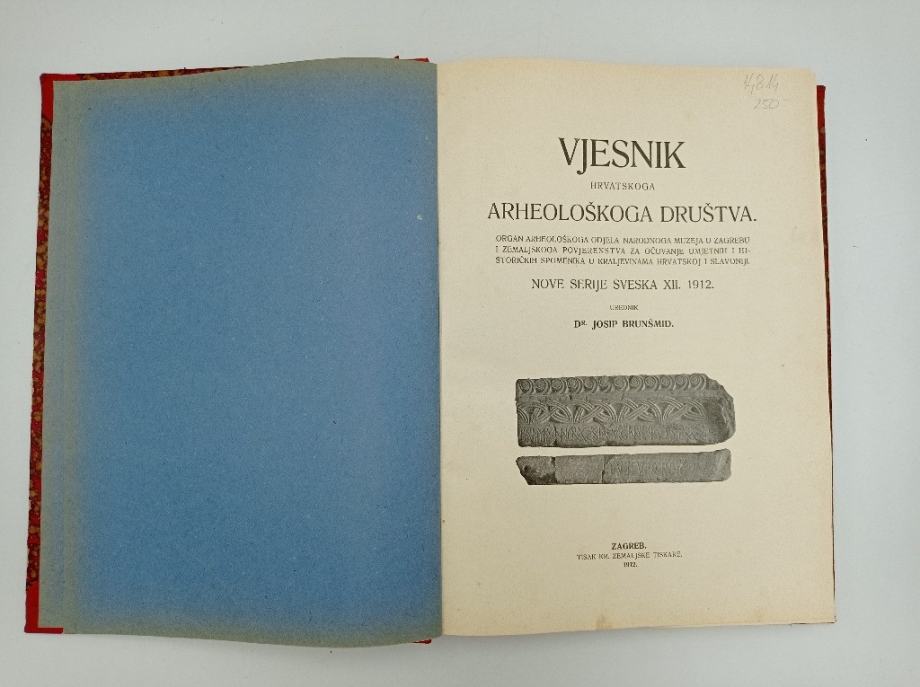 250
VJESNIK
HRVATSKOGA
ARHEOLOŠKOGA DRUŠTVA.
ORGAN ARHEOLOŠKOGA ODJELA NARODNOGA MUZEJA U ZAGREBU
I ZEMALJSKOGA POVJERENSTVA ZA OČUVANJE UMJETNIH I HI-
STORIČKIH SPOMENIKA U KRALJEVINAMA HRVATSKOJ I SLAVONIJI.
NOVE SERIJE SVESKA XII. 1912.
UREDNIK
DR. JOSIP BRUNŠMID.
ZAGREB.
TISAK KR. ZEMALJSKE TISKARE.
1912.